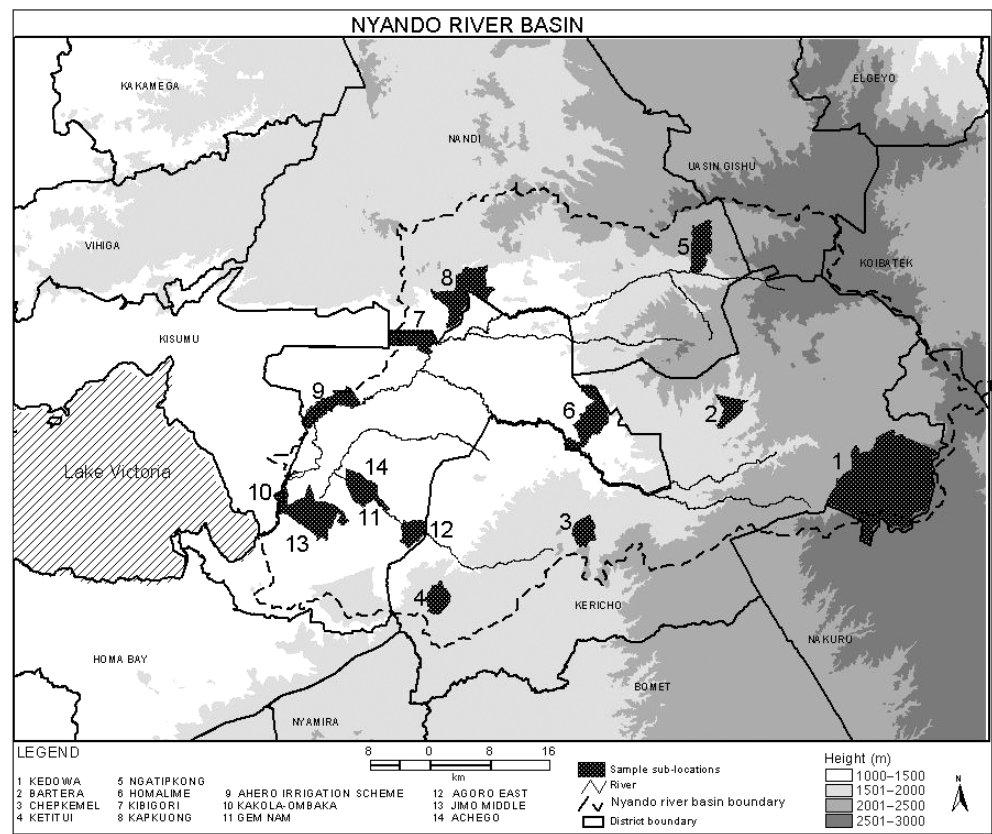 NYANDO RIVER BASIN
KAKAMEGA
ELGEYO
NANDI
UASIN GISHU
VIHIGA
5
KOIBATEK
8
7
KISUMU
9
6
2
Lake Victoria
14
1
10
11
3
12
13
4
KERICHO
NAKURU
HOMA BAY
BOMET
NYAMIRA
LEGEND
1 KEDOWA
2 BARTERA
3 CHEPKEMEL
4 KETITUI
5 NGATIPKONG
6 HOMALIME
7 KIBIGORI
8 KAPKUONG
9 AHERO IRRIGATION SCHEME
10 KAKOLA-OMBAKA
11 GEM NAM
12 AGORO EAST
13 JIMO MIDDLE
14 ACHEGO
8 0 8 16
km
Sample sub-locations
River
Nyando river basin boundary
District boundary
Height (m)
1000–1500
1501–2000
2001–2500
2501–3000
N